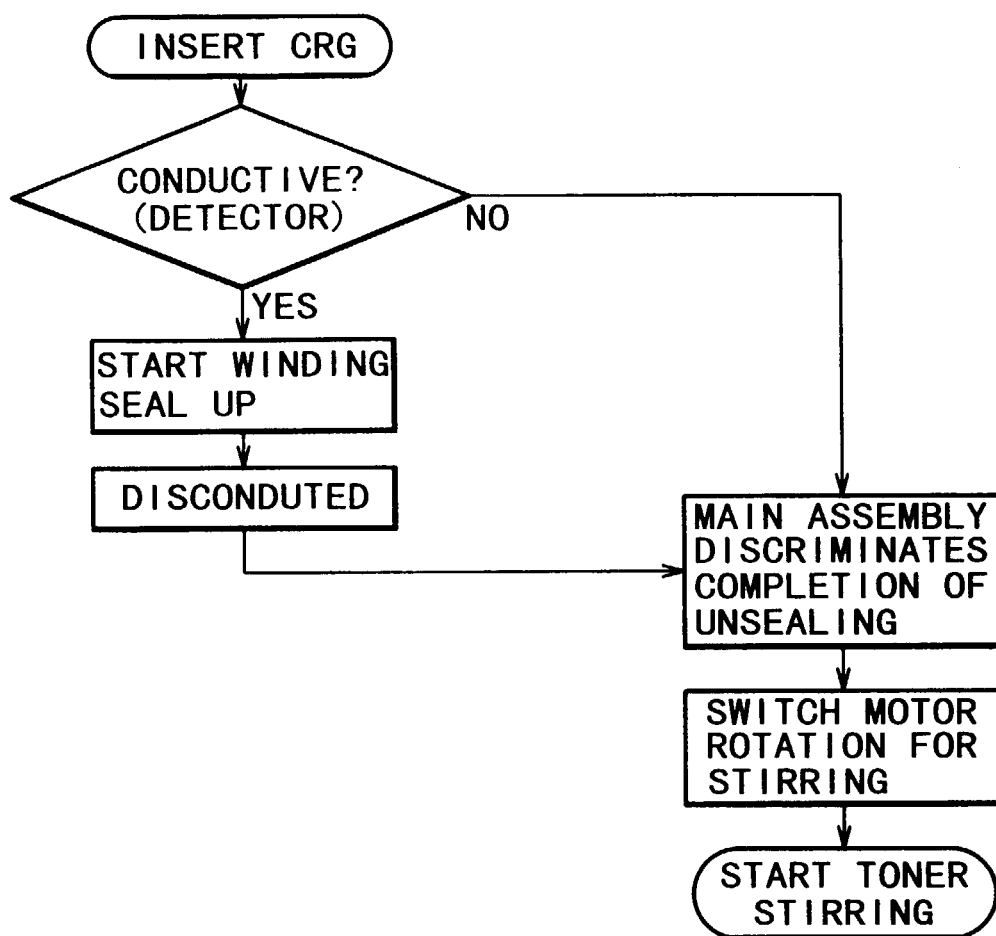 INSERT CRG
CONDUCTIVE?
(DETECTOR)
NO
YES
START WINDING
SEAL UP
DISCONDUTED
MAIN ASSEMBLY
DISCRIMINATES
COMPLETION OF
UNSEALING
SWITCH MOTOR
ROTATION FOR
STIRRING
START TONER
STIRRING